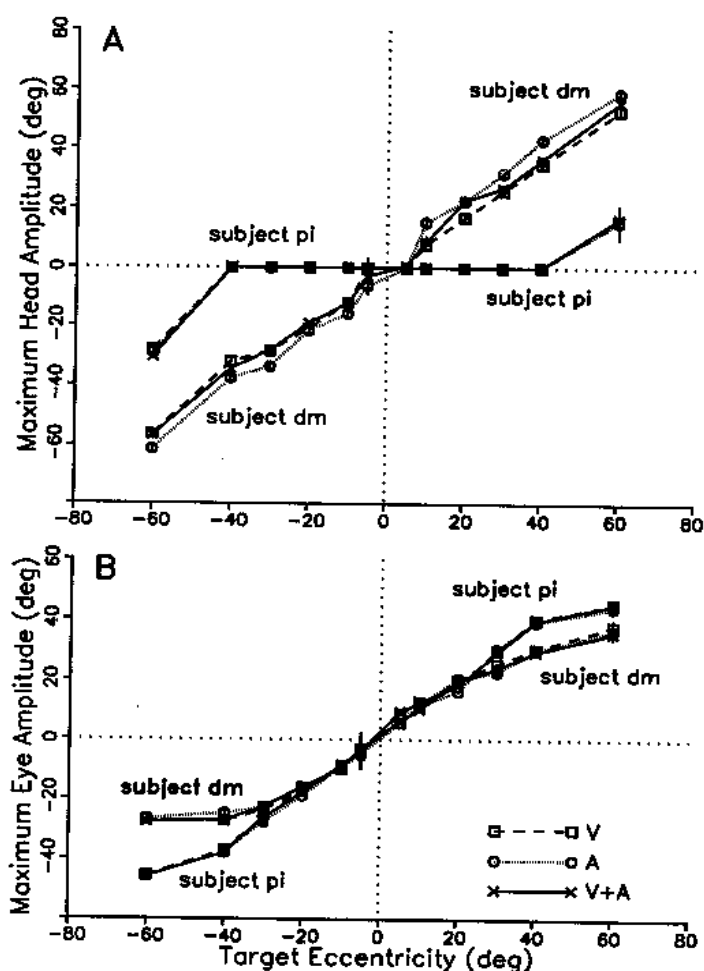 A
Maximum Head Amplitude (deg)
80
60
40
20
0
-20
-40
-60
subject dm
subject pi
subject pi
subject dm
-80 -60 -40 -20 0 20 40 60 80
B
Maximum Eye Amplitude (deg)
60
40
20
0
-20
-40
subject pi
subject dm
subject dm
subject pi
V
A
V+A
-80 -60 -40 -20 0 20 40 60 80
Target Eccentricity (deg)